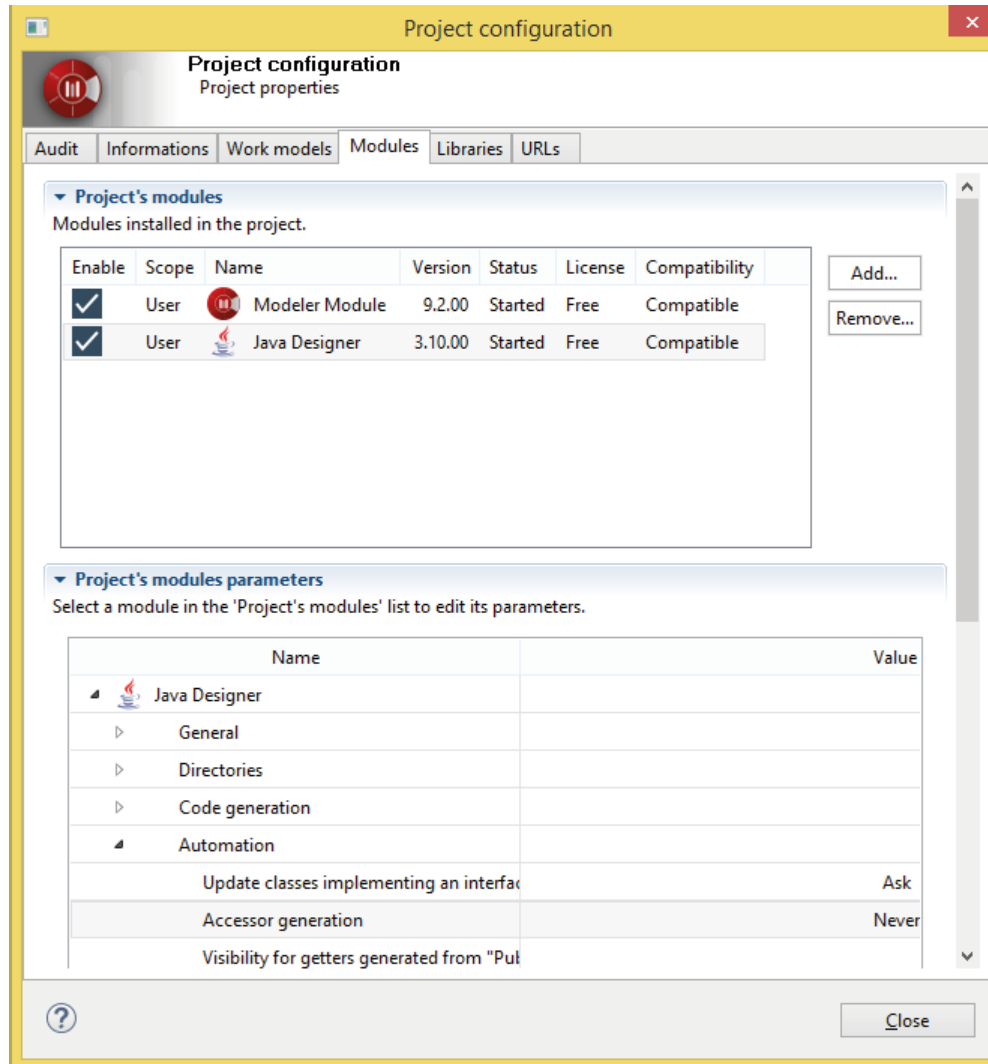 Project configuration
Project configuration
Project properties
Audit Informations Work models Modules Libraries URLs
Project's modules
Modules installed in the project.
Enable Scope Name Version Status License Compatibility
Add...
User Modeler Module 9.2.00 Started Free Compatible
Remove...
User Java Designer 3.10.00 Started Free Compatible
Project's modules parameters
Select a module in the 'Project's modules' list to edit its parameters.
Name Value
Java Designer
General
Directories
Code generation
Automation
Update classes implementing an interfac Ask
Accessor generation Never
Visibility for getters generated from "Pub
Close